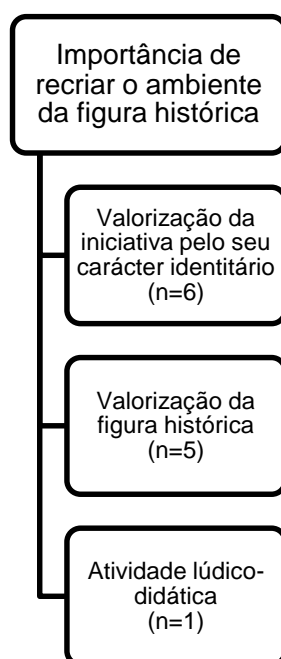 Importância de
recriar o ambiente
da figura histórica
Valorização da
iniciativa pelo seu
carácter identitário
(n=6)
Valorização da
figura histórica
(n=5)
Atividade lúdico-
didática
(n=1)